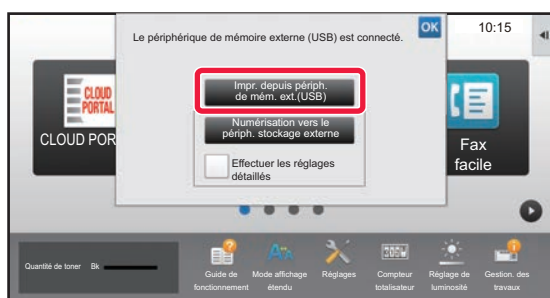 Le périphérique de mémoire externe (USB) est connecté.
OK
10:15
Impr. depuis périph.
de mém. ext.(USB)
Numérisation vers le
périph. stockage externe
Effectuer les réglages
détaillés
CLOUD
PORTAL
CLOUD POR
Fax
facile
Quantité de toner Bk
Guide de
fonctionnement
Mode affichage
étendu
Réglages
Compteur
totalisateur
Réglage de
luminosité
Gestion. des
travaux